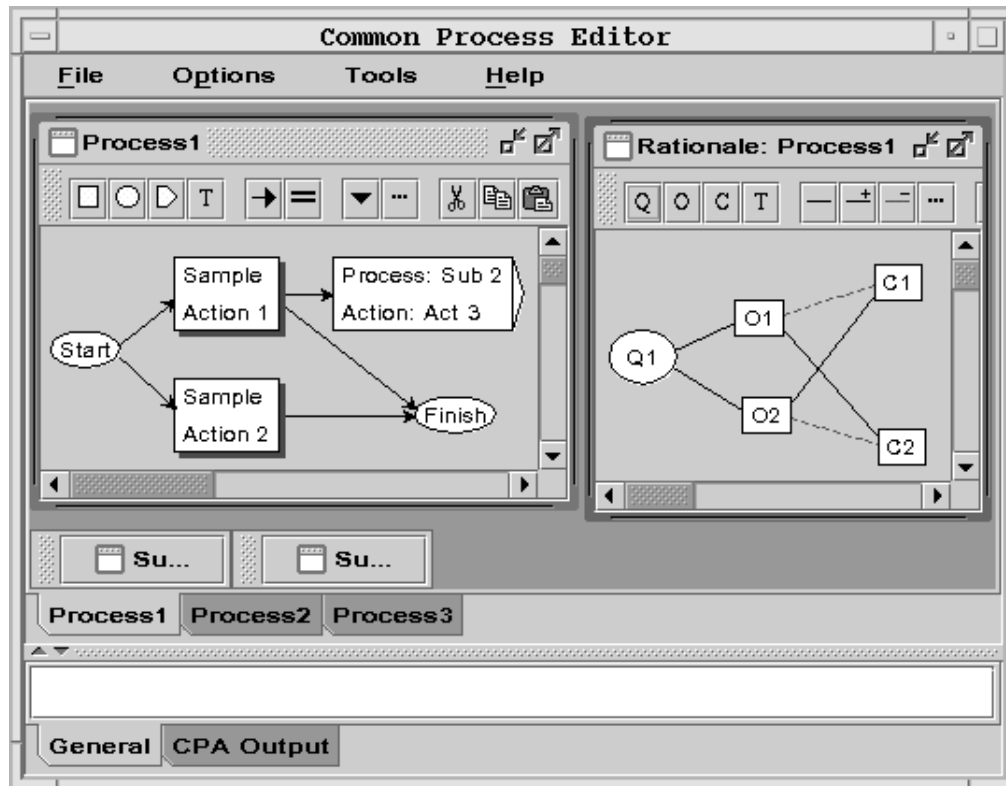 Common Process Editor
File Options Tools Help
Process1
T
...
Sample
Action 1
Process: Sub 2
Action: Act 3
Start
Sample
Action 2
Finish
Rationale: Process1
Q O C T
+ − ...
Q1
O1
O2
C1
C2
Su...
Su...
Process1 Process2 Process3
General CPA Output